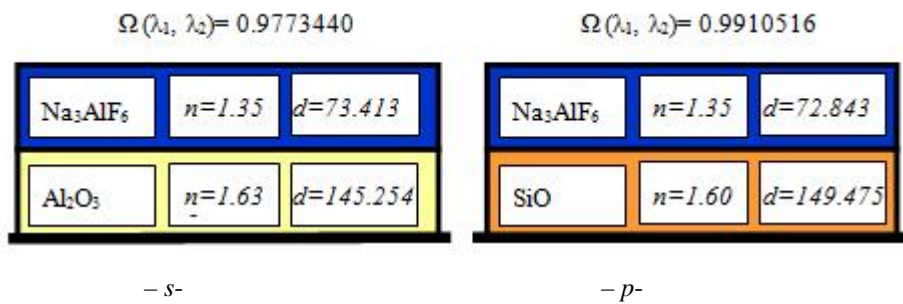 Ω (λ₁, λ₂)= 0.9773440 Ω(λ₁, λ₂)= 0.9910516
Na₃AlF₆ n=1.35 d=73.413 Na₃AlF₆ n=1.35 d=72.843
Al₂O₃ n=1.63 d=145.254 SiO n=1.60 d=149.475
– s- – p-